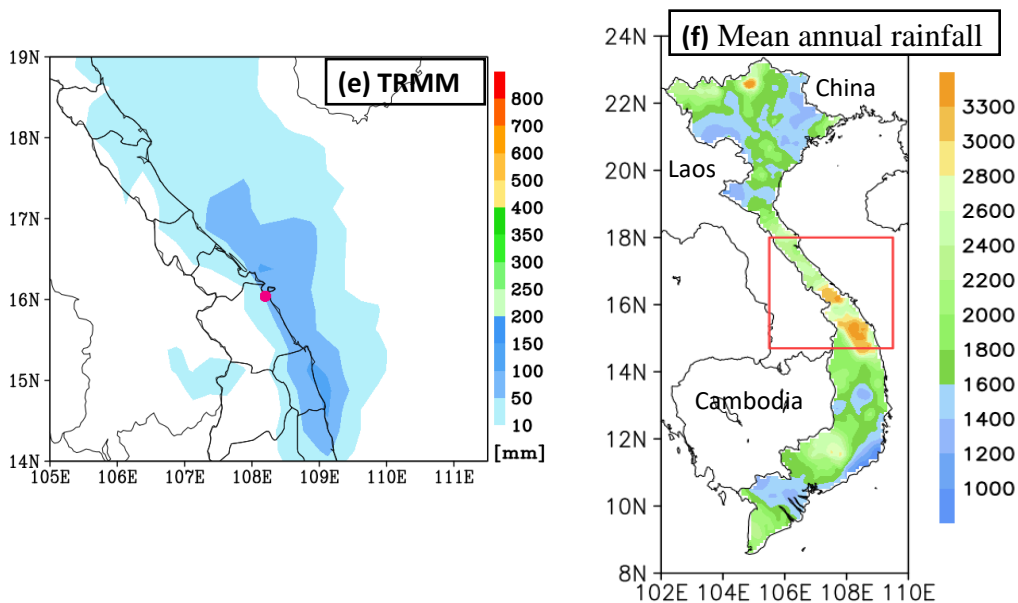 (e) TRMM
19N
18N
17N
16N
15N
14N
105E 106E 107E 108E 109E 110E 111E
800
700
600
500
400
350
300
250
200
150
100
50
10
[mm]
(f) Mean annual rainfall
24N
22N
20N
18N
16N
14N
12N
10N
8N
102E 104E 106E 108E 110E
China
Laos
Cambodia
3300
3000
2800
2600
2400
2200
2000
1800
1600
1400
1200
1000